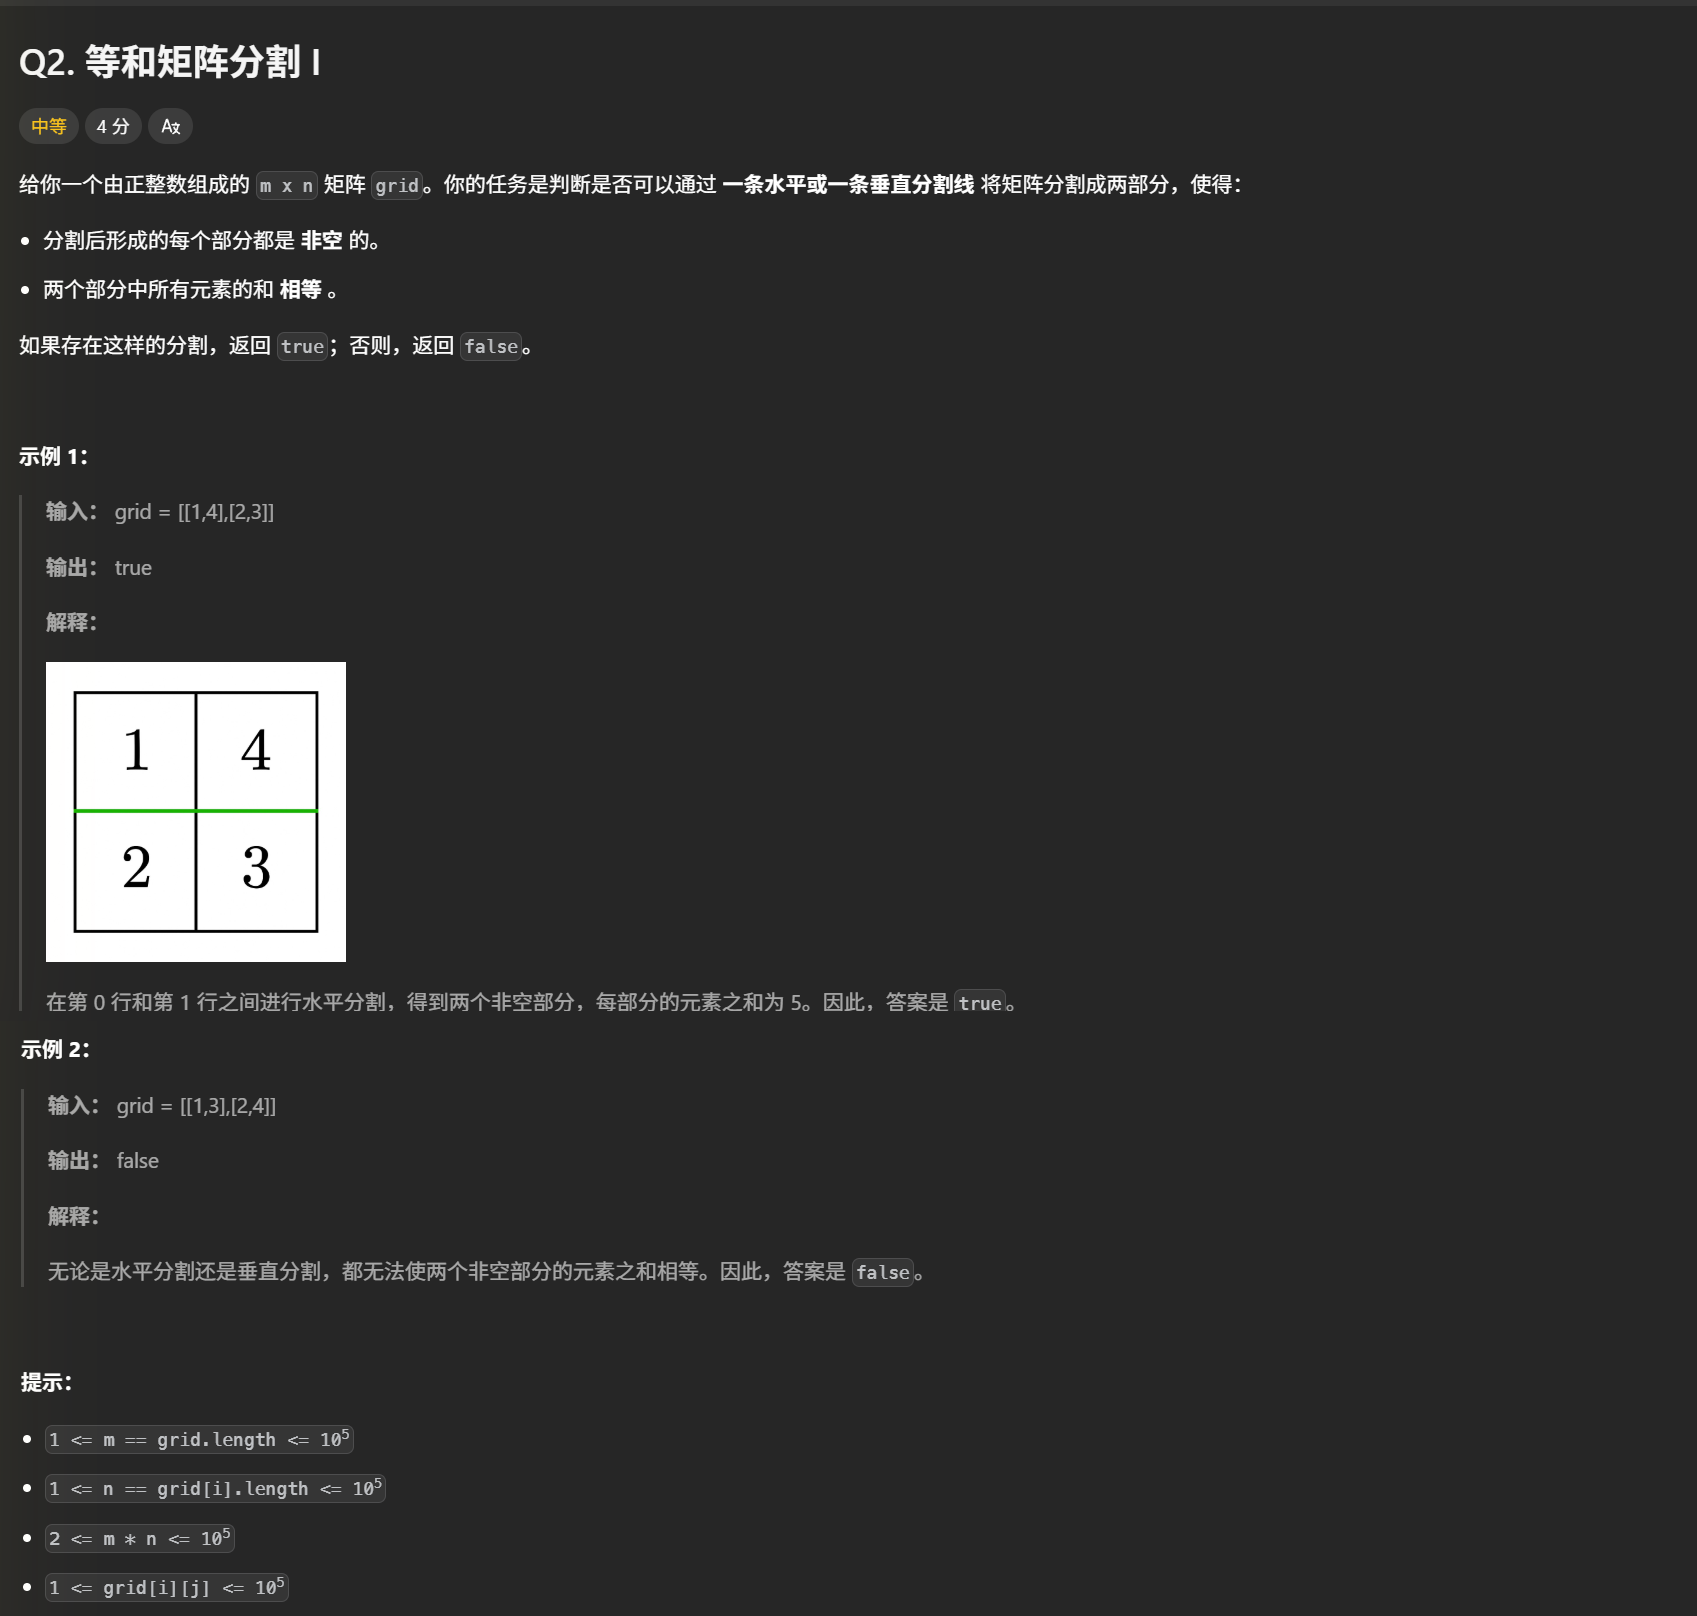 Q2. 等和矩阵分割 I
中等 4 分
给你一个由正整数组成的 m x n 矩阵 grid。你的任务是判断是否可以通过 一条水平或一条垂直分割线 将矩阵分割成两部分，使得：
分割后形成的每个部分都是 非空 的。
两个部分中所有元素的和 相等 。
如果存在这样的分割，返回 true；否则，返回 false。
示例 1：
输入： grid = [[1,4],[2,3]]
输出： true
解释：
1 4
2 3
在第 0 行和第 1 行之间进行水平分割，得到两个非空部分，每部分的元素之和为 5。因此，答案是 true。
示例 2：
输入： grid = [[1,3],[2,4]]
输出： false
解释：
无论是水平分割还是垂直分割，都无法使两个非空部分的元素之和相等。因此，答案是 false。
提示：
1 <= m == grid.length <= 10⁵
1 <= n == grid[i].length <= 10⁵
2 <= m * n <= 10⁵
1 <= grid[i][j] <= 10⁵